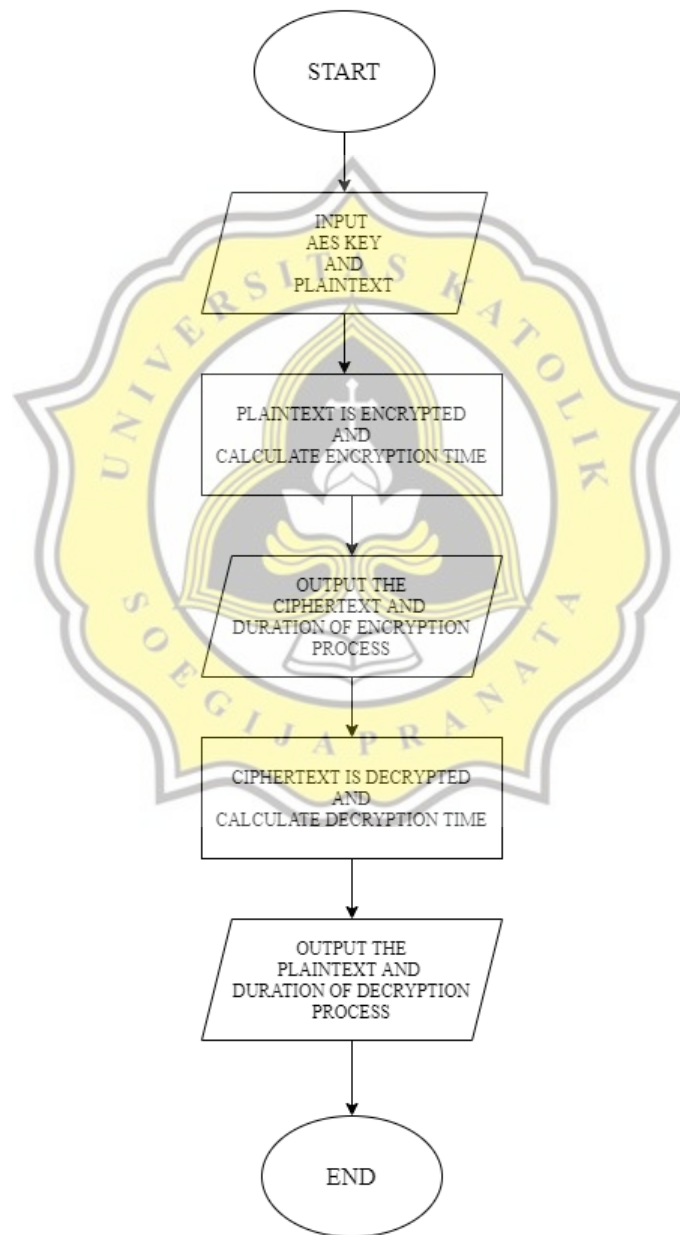 START
INPUT
AES KEY
AND
PLAINTEXT
PLAINTEXT IS ENCRYPTED
AND
CALCULATE ENCRYPTION TIME
OUTPUT THE
CIPHERTEXT AND
DURATION OF ENCRYPTION
PROCESS
CIPHERTEXT IS DECRYPTED
AND
CALCULATE DECRYPTION TIME
OUTPUT THE
PLAINTEXT AND
DURATION OF DECRYPTION
PROCESS
END
UNIVERSITAS KATOLIK
SOEGIJAPRANATA